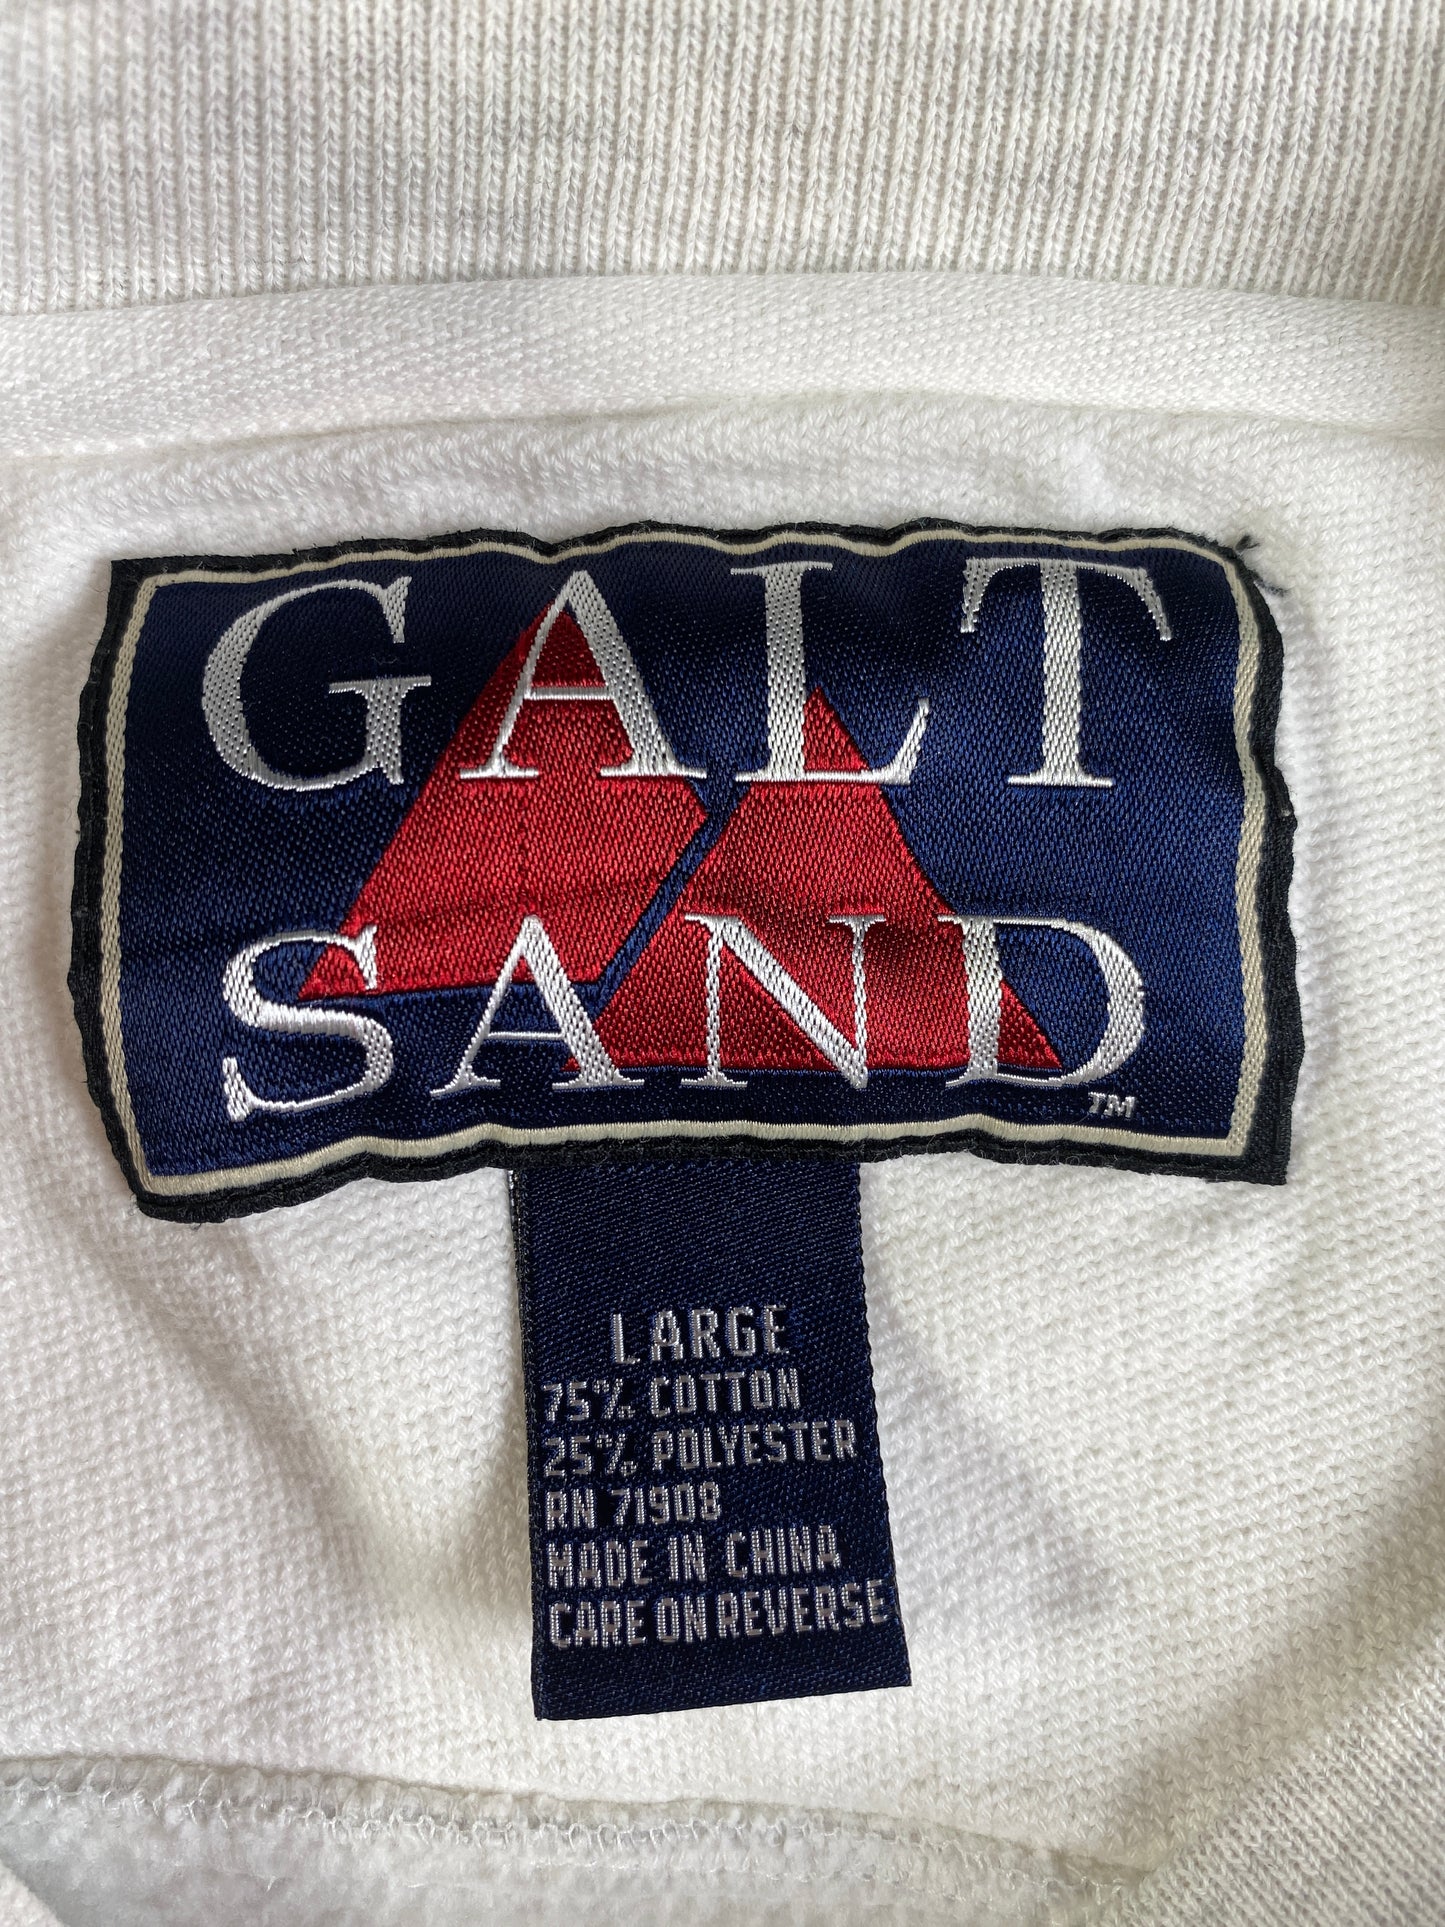 GALT
SAND
TM
LARGE
75% COTTON
25% POLYESTER
RN 71908
MADE IN CHINA
CARE ON REVERSE